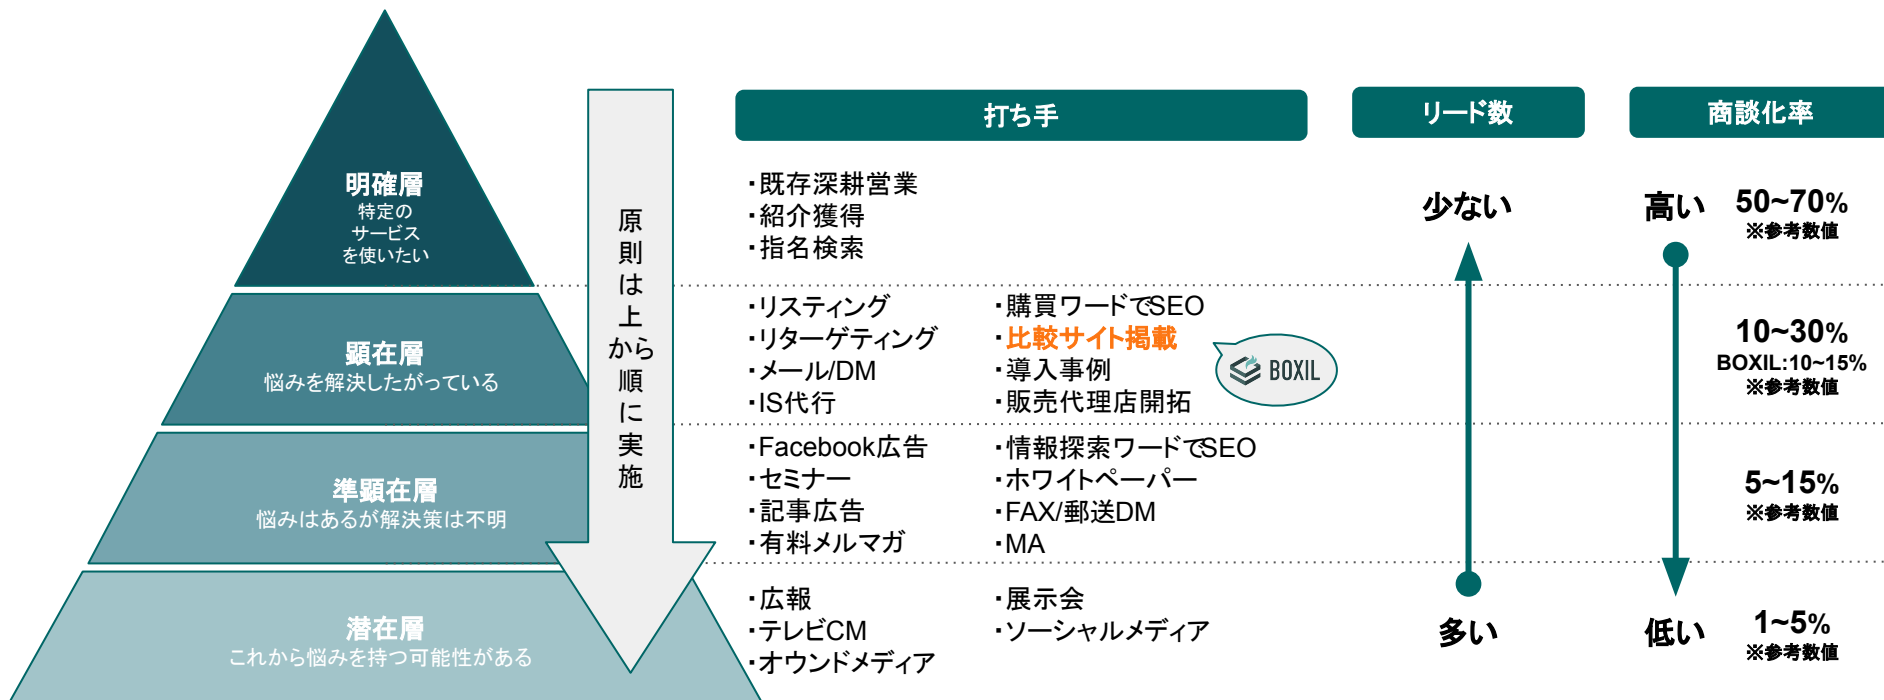 打ち手
リード数
商談化率
明確層
特定の
サービス
を使いたい
・既存深耕営業
・紹介獲得
・指名検索
少ない
高い
50~70%
※参考数値
原則は上から順に実施
顕在層
悩みを解決したがっている
・リスティング
・リターゲティング
・メール/DM
・IS代行
・購買ワードでSEO
・比較サイト掲載
・導入事例
・販売代理店開拓
BOXIL
10~30%
BOXIL:10~15%
※参考数値
準顕在層
悩みはあるが解決策は不明
・Facebook広告
・セミナー
・記事広告
・有料メルマガ
・情報探索ワードでSEO
・ホワイトペーパー
・FAX/郵送DM
・MA
5~15%
※参考数値
潜在層
これから悩みを持つ可能性がある
・広報
・テレビCM
・オウンドメディア
・展示会
・ソーシャルメディア
多い
低い
1~5%
※参考数値